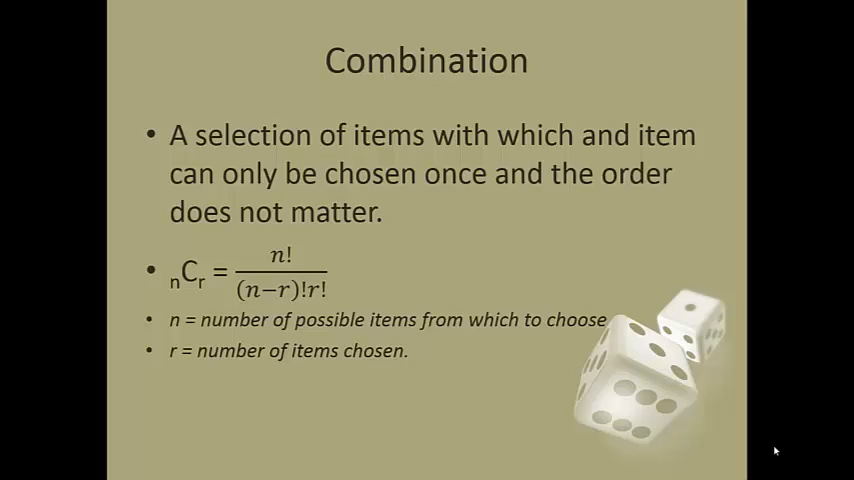 Combination
• A selection of items with which and item
can only be chosen once and the order
does not matter.
• ₙCᵣ = n!/((n−r)!r!)
• n = number of possible items from which to choose
• r = number of items chosen.